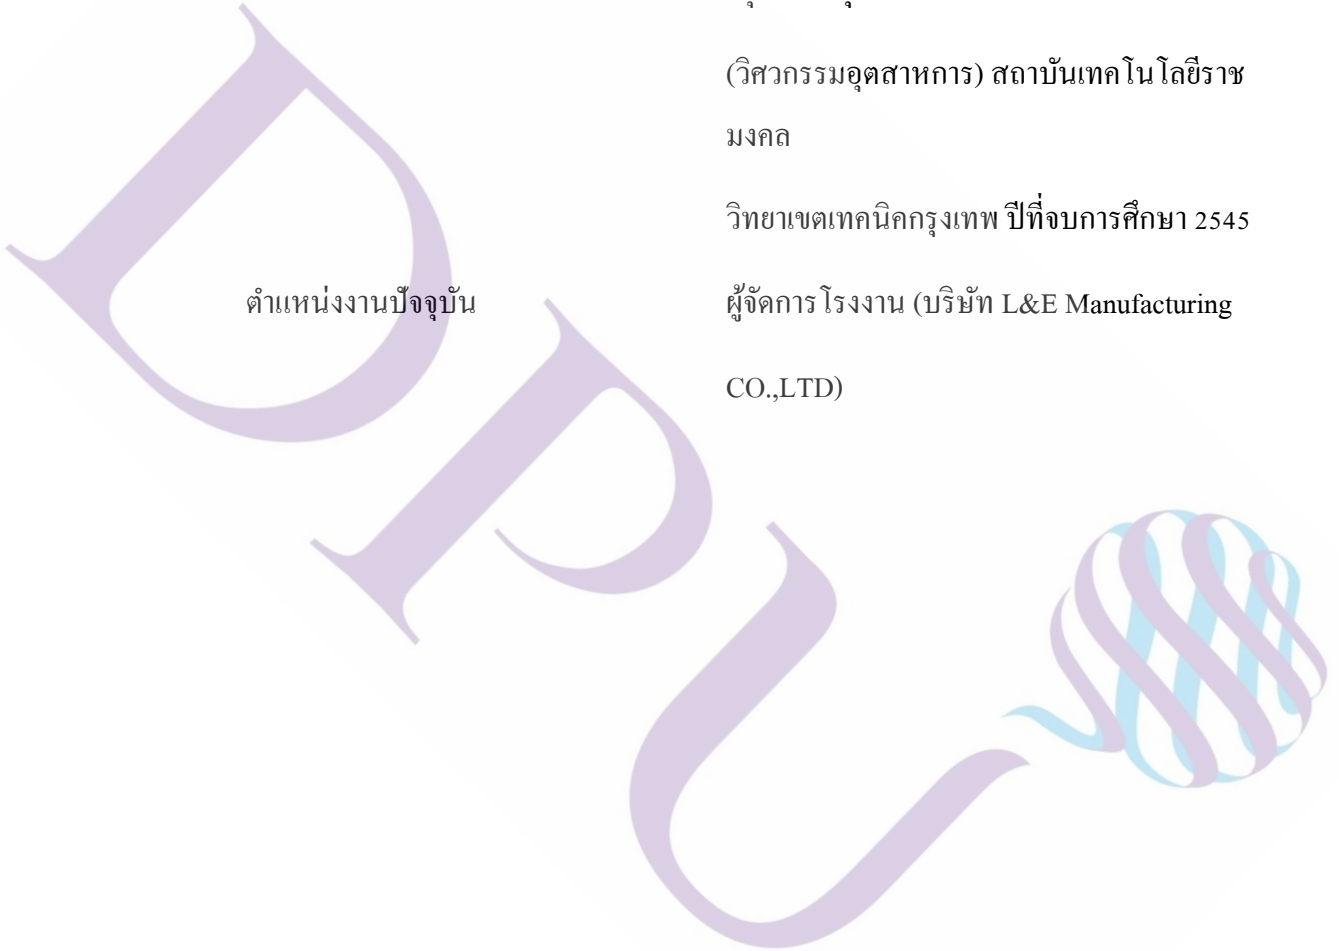 (วิศวกรรมอุตสาหการ) สถาบันเทคโนโลยีราช
มงคล
วิทยาเขตเทคนิคกรุงเทพ ปีที่จบการศึกษา 2545
ตำแหน่งงานปัจจุบัน ผู้จัดการโรงงาน (บริษัท L&E Manufacturing
CO.,LTD)
DPU